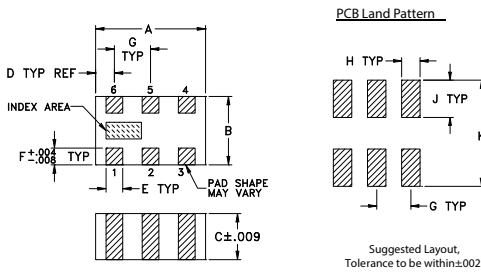 PCB Land Pattern
A
G
TYP
H TYP
D TYP REF
6 5 4
J TYP
INDEX AREA
B
F +.004 -.008 TYP
1 2 3
E TYP
PAD SHAPE
MAY VARY
G TYP
C±.009
Suggested Layout,
Tolerance to be within±002